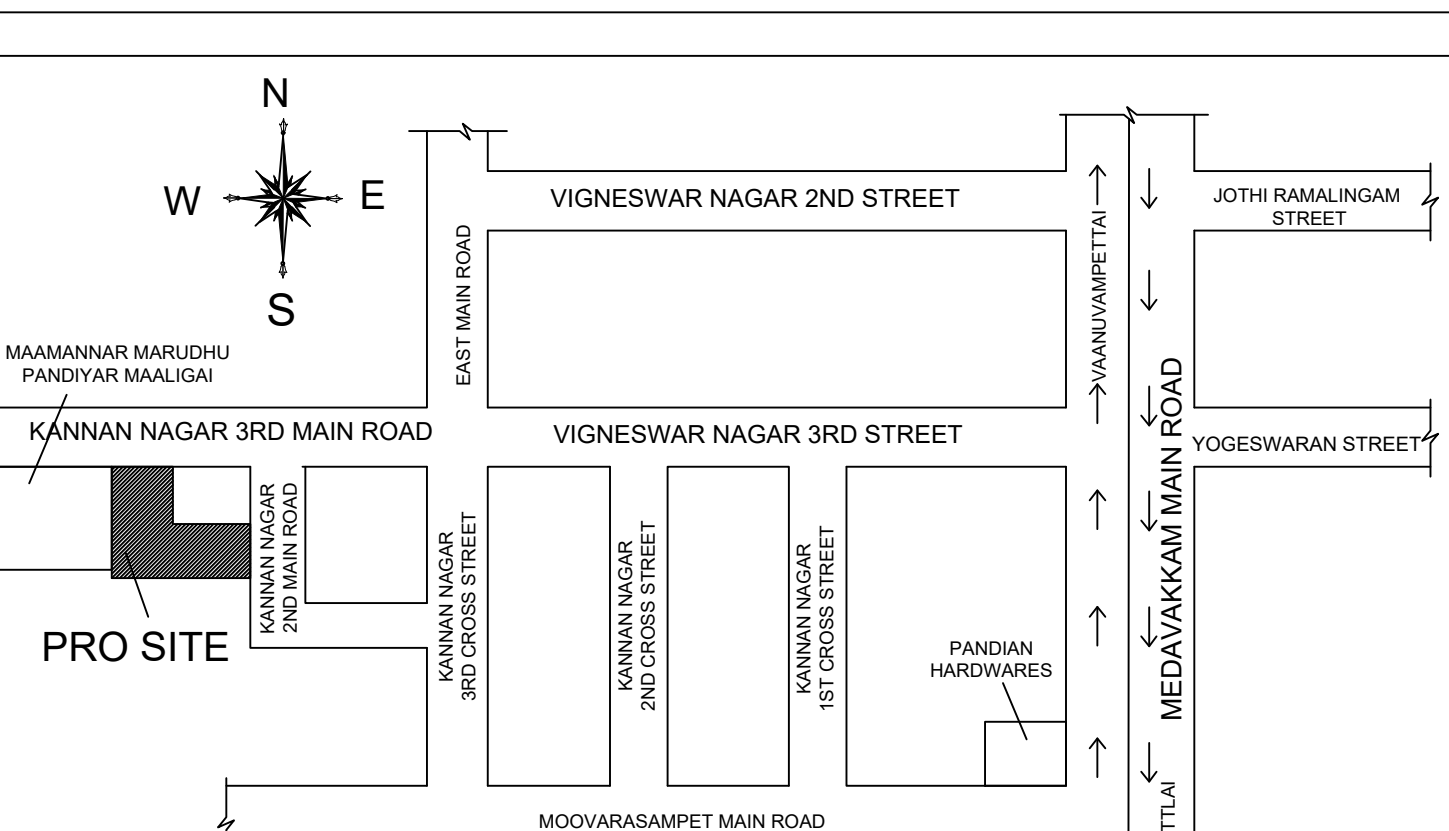 N
W
E
S
VIGNESWAR NAGAR 2ND STREET
JOTHI RAMALINGAM
STREET
EAST MAIN ROAD
VAANUVAMPETTAI
MAAMANNAR MARUDHU
PANDIYAR MAALIGAI
KANNAN NAGAR 3RD MAIN ROAD
VIGNESWAR NAGAR 3RD STREET
MEDAVAKKAM MAIN ROAD
YOGESWARAN STREET
KANNAN NAGAR
2ND MAIN ROAD
KANNAN NAGAR
3RD CROSS STREET
KANNAN NAGAR
2ND CROSS STREET
KANNAN NAGAR
1ST CROSS STREET
PRO SITE
PANDIAN
HARDWARES
MOOVARASAMPET MAIN ROAD